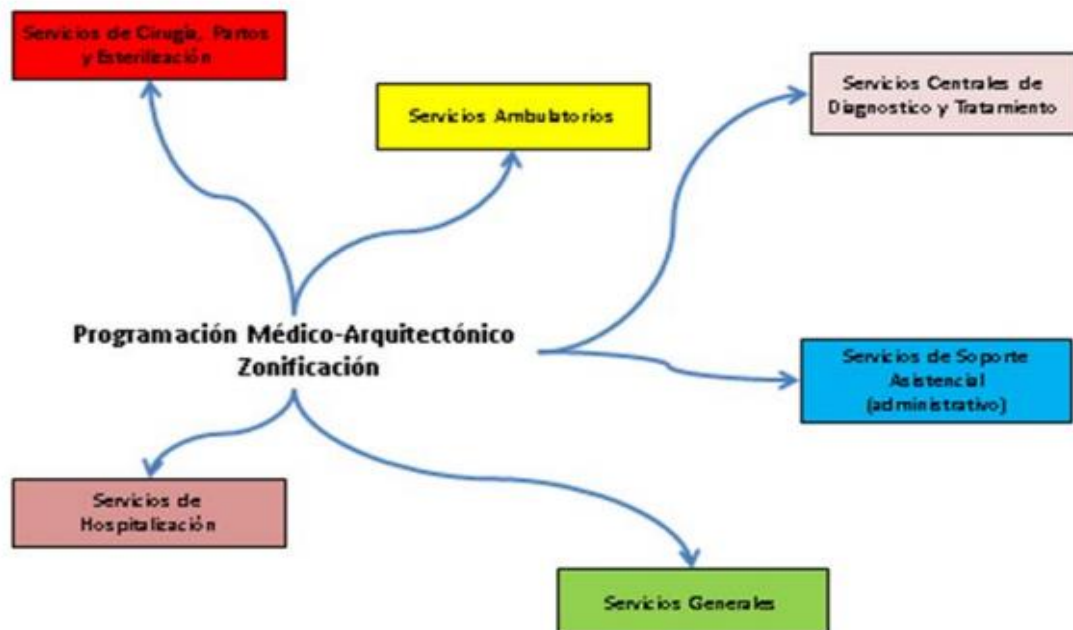 Servicios de Cirugía, Partos
y Esterilización
Servicios Ambulatorios
Servicios Centrales de
Diagnostico y Tratamiento
Programación Médico-Arquitectónico
Zonificación
Servicios de Soporte
Asistencial
(administrativo)
Servicios de
Hospitalización
Servicios Generales